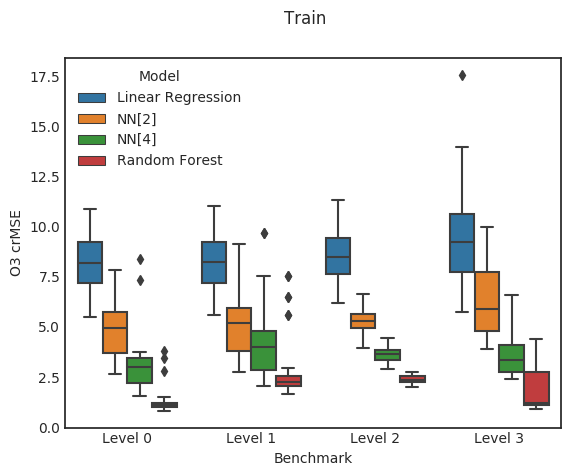 Train
O3 crMSE
17.5
15.0
12.5
10.0
7.5
5.0
2.5
0.0
Model
Linear Regression
NN[2]
NN[4]
Random Forest
Level 0
Level 1
Level 2
Level 3
Benchmark